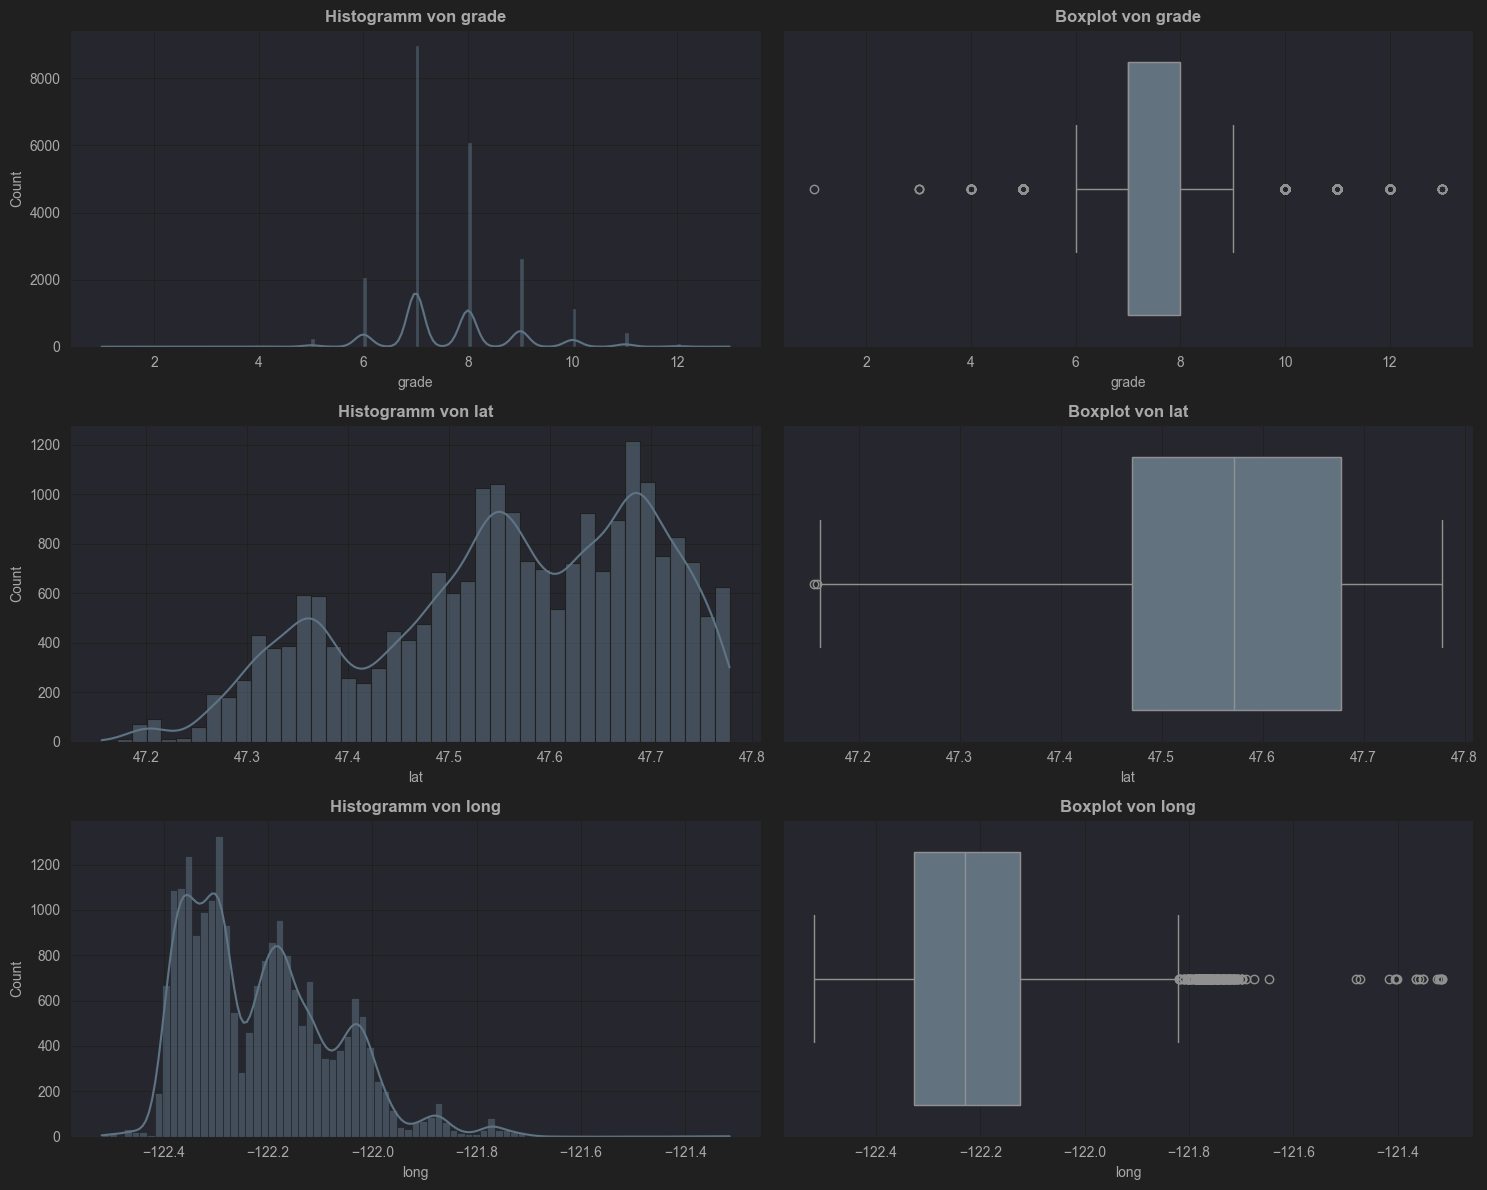 Histogramm von grade
Boxplot von grade
Count
8000
6000
4000
2000
0
2 4 6 8 10 12
grade
2 4 6 8 10 12
grade
Histogramm von lat
Boxplot von lat
Count
1200
1000
800
600
400
200
0
47.2 47.3 47.4 47.5 47.6 47.7 47.8
lat
47.2 47.3 47.4 47.5 47.6 47.7 47.8
lat
Histogramm von long
Boxplot von long
Count
1200
1000
800
600
400
200
0
−122.4 −122.2 −122.0 −121.8 −121.6 −121.4
long
−122.4 −122.2 −122.0 −121.8 −121.6 −121.4
long